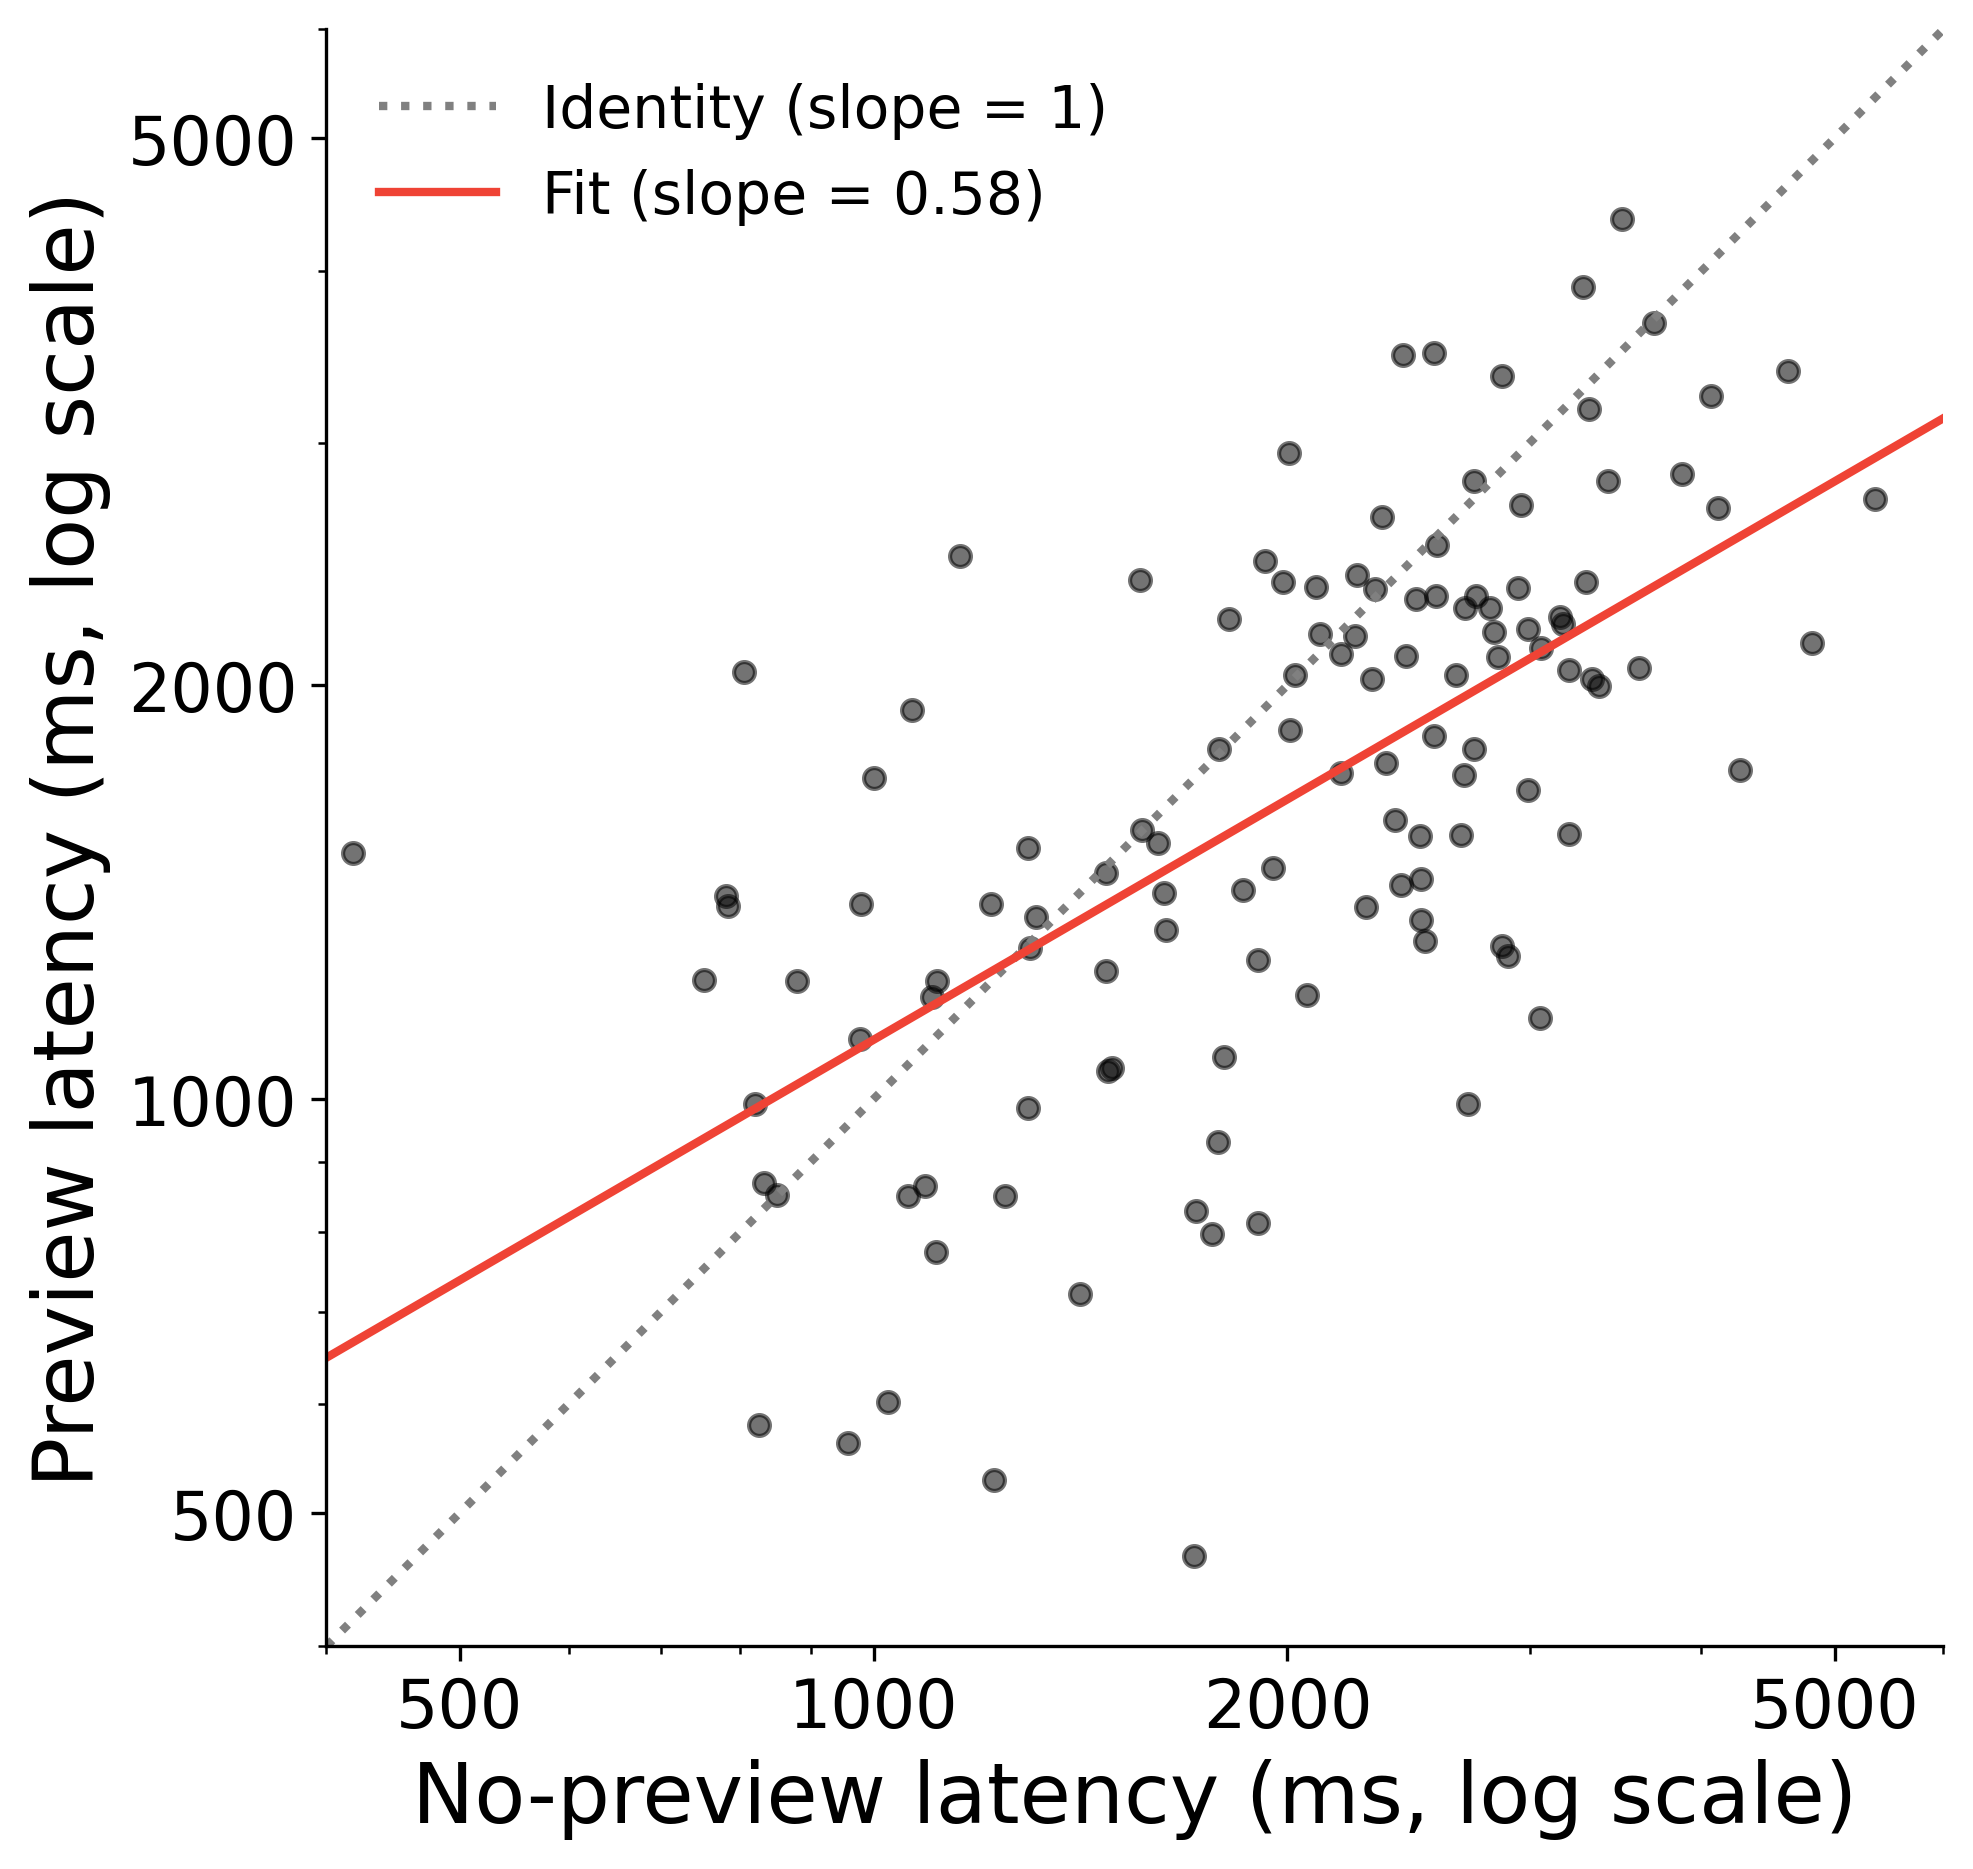 Identity (slope = 1)
Fit (slope = 0.58)
Preview latency (ms, log scale)
5000
2000
1000
500
500
1000
2000
5000
No-preview latency (ms, log scale)